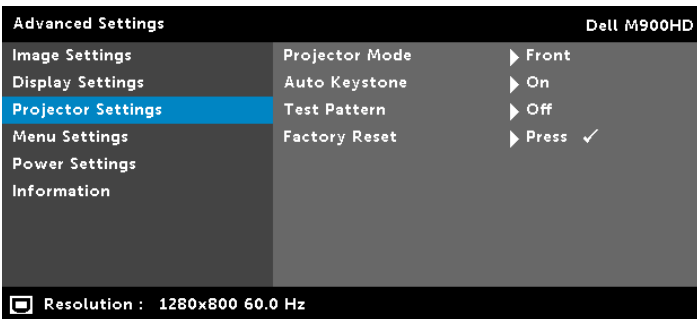 Advanced Settings Dell M900HD
Image Settings Projector Mode Front
Display Settings Auto Keystone On
Projector Settings Test Pattern Off
Menu Settings Factory Reset Press ✓
Power Settings
Information
Resolution : 1280x800 60.0 Hz